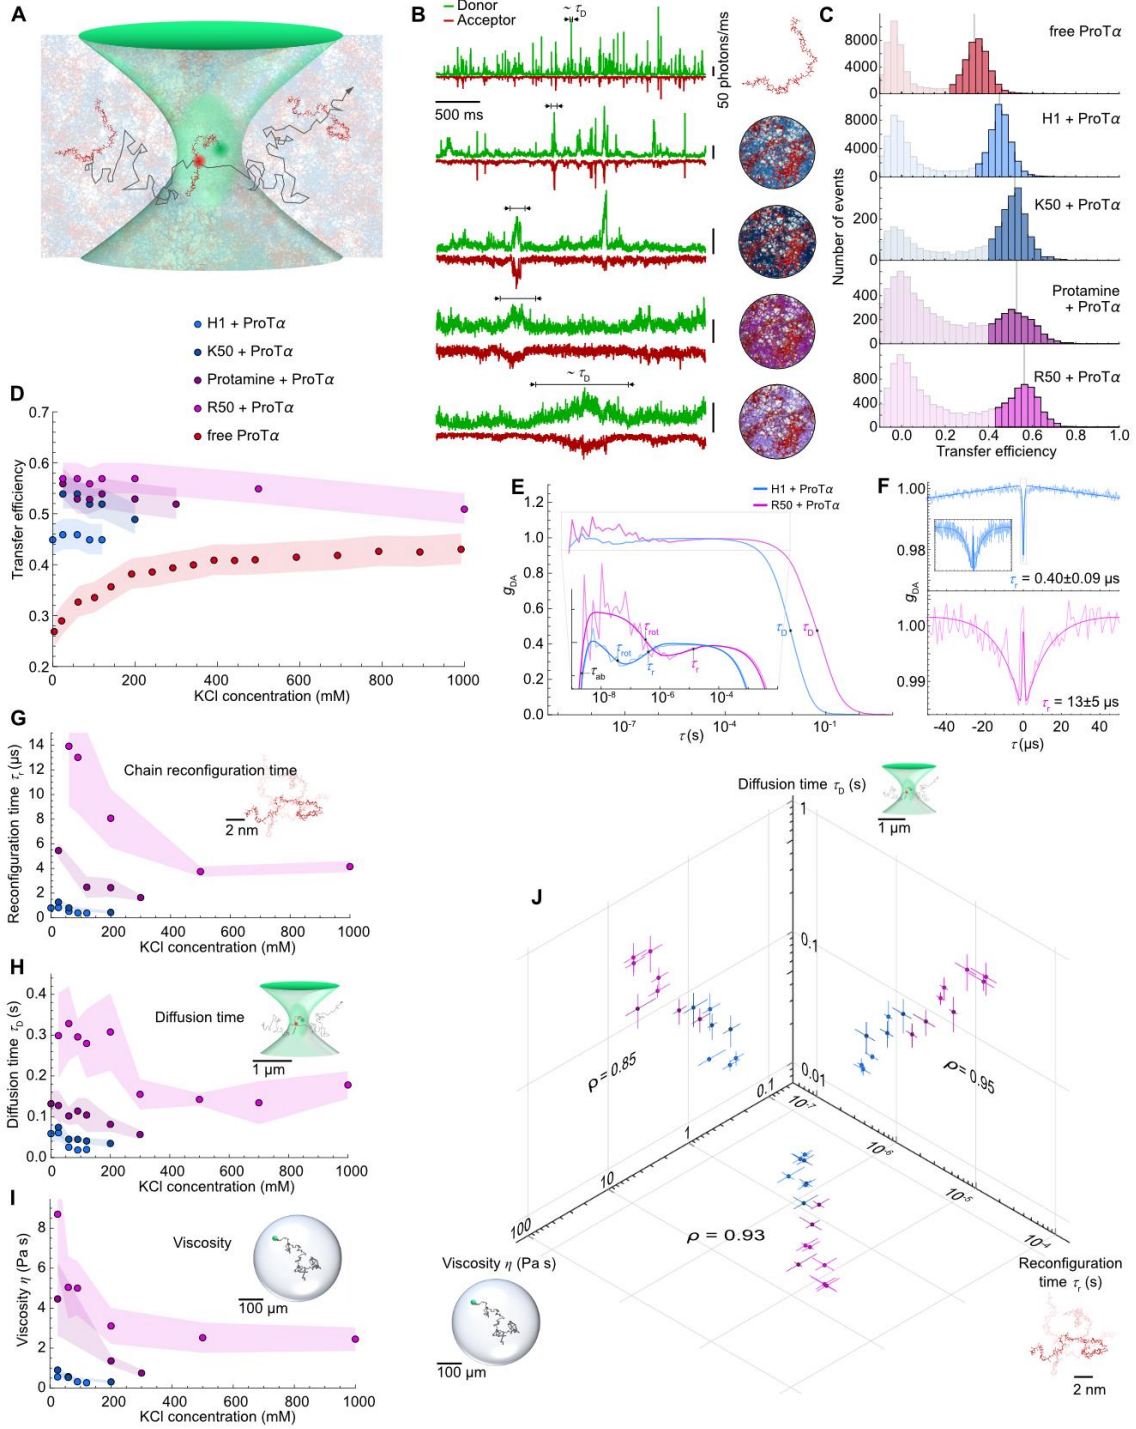 A
B
Donor
Acceptor
~ τD
50 photons/ms
500 ms
~ τD
C
free ProTα
8000
4000
0
H1 + ProTα
8000
4000
0
K50 + ProTα
200
0
Protamine
+ ProTα
400
200
0
R50 + ProTα
800
400
0
0.0 0.2 0.4 0.6 0.8 1.0
Transfer efficiency
Number of events
H1 + ProTα
K50 + ProTα
Protamine + ProTα
R50 + ProTα
free ProTα
D
0.7
0.6
0.5
0.4
0.3
0.2
Transfer efficiency
0 200 400 600 800 1000
KCl concentration (mM)
E
1.2
1.0
0.8
0.6
0.4
0.2
0.0
gDA
H1 + ProTα
R50 + ProTα
τD
τD
τrot
τrot
τr
τr
τab
10-8 10-6 10-4
10-7 10-4 10-1
τ (s)
F
1.00
0.98
τr = 0.40±0.09 µs
gDA
1.00
0.99
τr = 13±5 µs
-40 -20 0 20 40
τ (µs)
G
14
12
10
8
6
4
2
0
Reconfiguration time τr (µs)
Chain reconfiguration time
2 nm
0 200 400 600 800 1000
KCl concentration (mM)
H
0.4
0.3
0.2
0.1
0.0
Diffusion time τD (s)
Diffusion time
1 µm
0 200 400 600 800 1000
KCl concentration (mM)
I
8
6
4
2
0
Viscosity η (Pa s)
Viscosity
100 µm
0 200 400 600 800 1000
KCl concentration (mM)
J
Diffusion time τD (s)
1 µm
1
0.1
0.01
ρ = 0.85
ρ = 0.95
ρ = 0.93
0.1
1
10
100
10-7
10-6
10-5
10-4
Viscosity η (Pa s)
100 µm
Reconfiguration
time τr (s)
2 nm